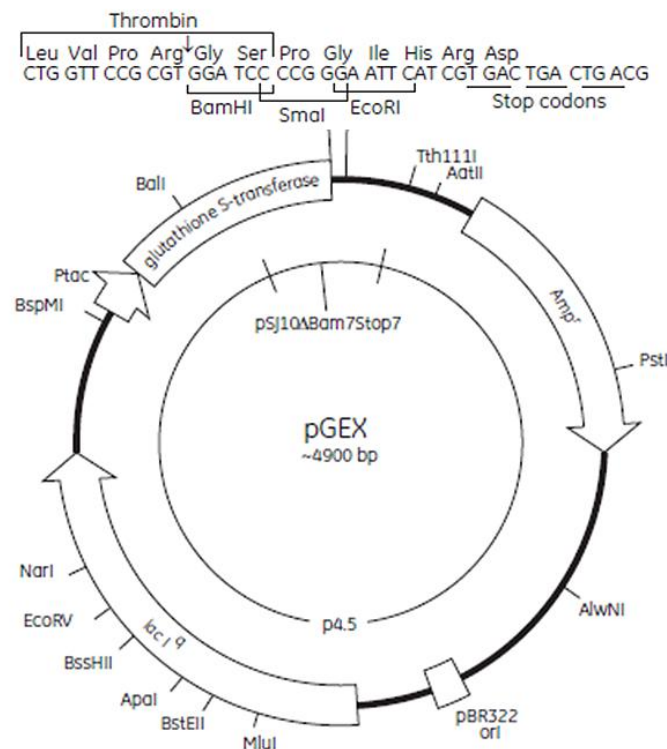 Thrombin
Leu Val Pro Arg↓Gly Ser Pro Gly Ile His Arg Asp
CTG GTT CCG CGT GGA TCC CCG GGA ATT CAT CGT GAC TGA CTG ACG
BamHI SmaI EcoRI Stop codons
Tth111I
AatII
BalI
glutathione S-transferase
Ptac
BspMI
pSJ10ΔBam7Stop7
Ampr
PstI
pGEX
~4900 bp
NarI
EcoRV
BssHII
ApaI
BstEII
MluI
lac I q
p4.5
AlwNI
pBR322
ori